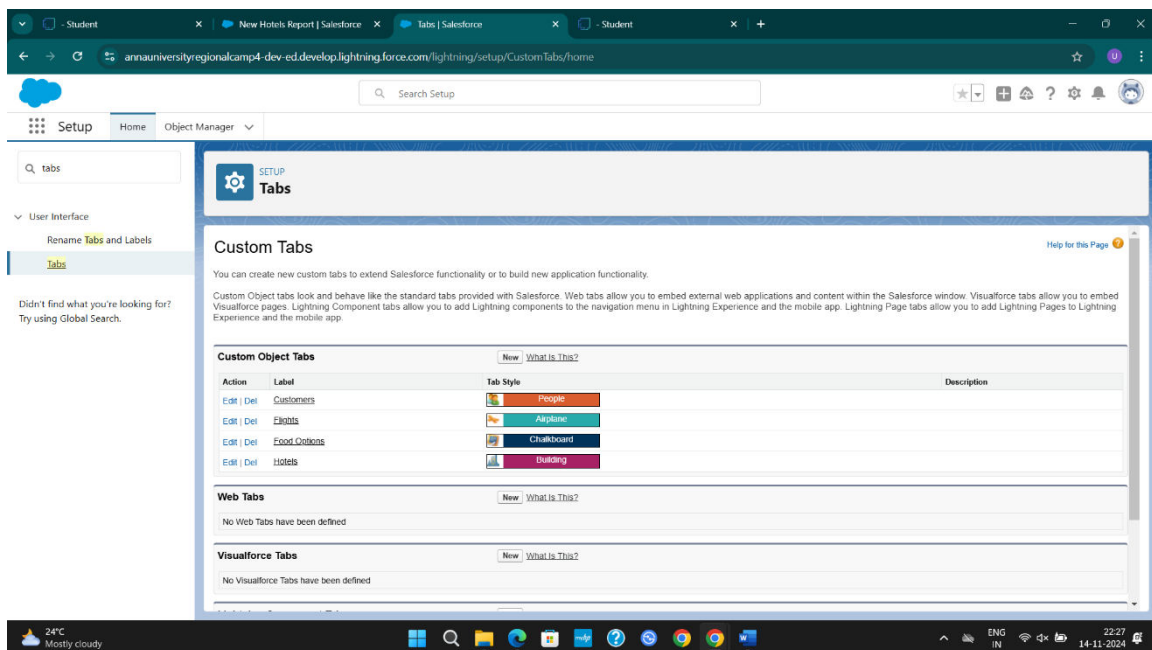 - Student
New Hotels Report | Salesforce
Tabs | Salesforce
- Student
annauniversityregionalcamp4-dev-ed.develop.lightning.force.com/lightning/setup/CustomTabs/home
U
Search Setup
Setup
Home
Object Manager
tabs
User Interface
Rename Tabs and Labels
Tabs
Didn't find what you're looking for?
Try using Global Search.
SETUP
Tabs
Custom Tabs
Help for this Page
You can create new custom tabs to extend Salesforce functionality or to build new application functionality.
Custom Object tabs look and behave like the standard tabs provided with Salesforce. Web tabs allow you to embed external web applications and content within the Salesforce window. Visualforce tabs allow you to embed
Visualforce pages. Lightning Component tabs allow you to add Lightning components to the navigation menu in Lightning Experience and the mobile app. Lightning Page tabs allow you to add Lightning Pages to Lightning
Experience and the mobile app.
Custom Object Tabs New What Is This?
Action Label Tab Style Description
Edit | Del Customers People
Edit | Del Flights Airplane
Edit | Del Food Options Chalkboard
Edit | Del Hotels Building
Web Tabs New What Is This?
No Web Tabs have been defined
Visualforce Tabs New What Is This?
No Visualforce Tabs have been defined
24°C
Mostly cloudy
ENG
IN
22:27
14-11-2024